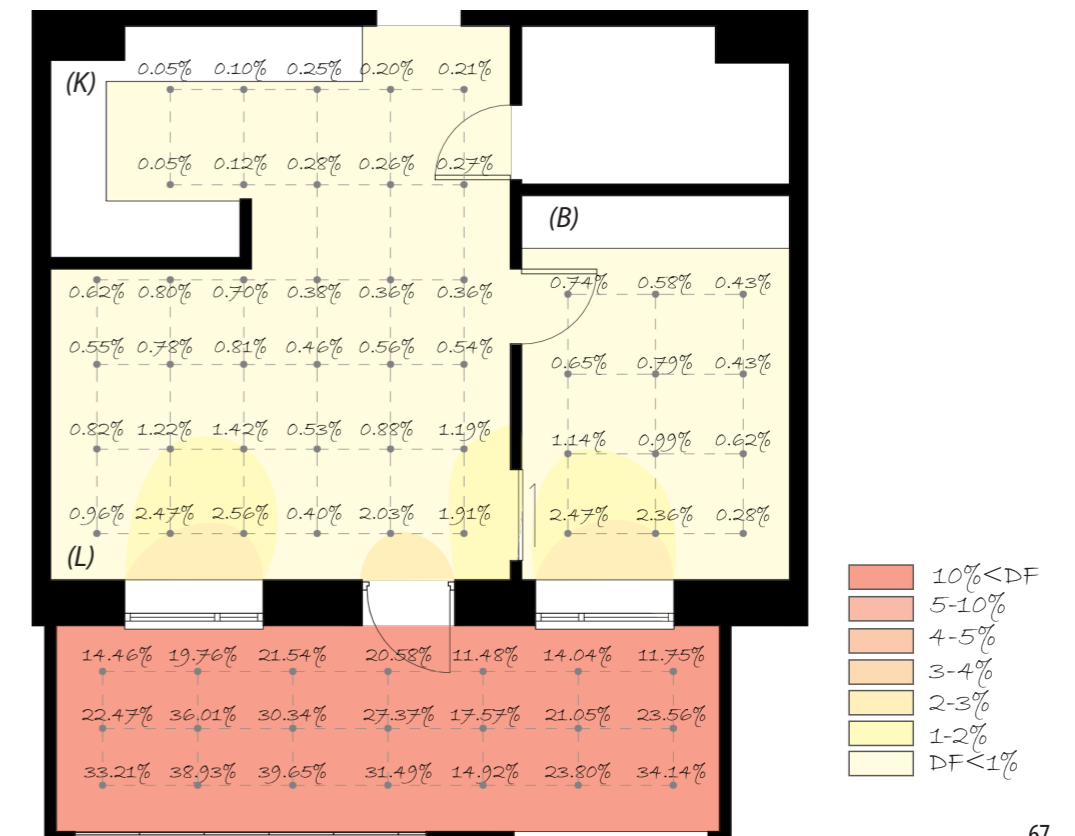 (K)
0.05% 0.10% 0.25% 0.20% 0.21%
0.05% 0.12% 0.28% 0.26% 0.27%
(B)
0.62% 0.80% 0.70% 0.38% 0.36% 0.36%
0.74% 0.58% 0.43%
0.55% 0.78% 0.81% 0.46% 0.56% 0.54%
0.65% 0.79% 0.43%
0.82% 1.22% 1.42% 0.53% 0.88% 1.19%
1.14% 0.99% 0.62%
0.96% 2.47% 2.56% 0.40% 2.03% 1.91%
2.47% 2.36% 0.28%
(L)
14.46% 19.76% 21.54% 20.58% 11.48% 14.04% 11.75%
22.47% 36.01% 30.34% 27.37% 17.57% 21.05% 23.56%
33.21% 38.93% 39.65% 31.49% 14.92% 23.80% 34.14%
10%<DF
5-10%
4-5%
3-4%
2-3%
1-2%
DF<1%
67